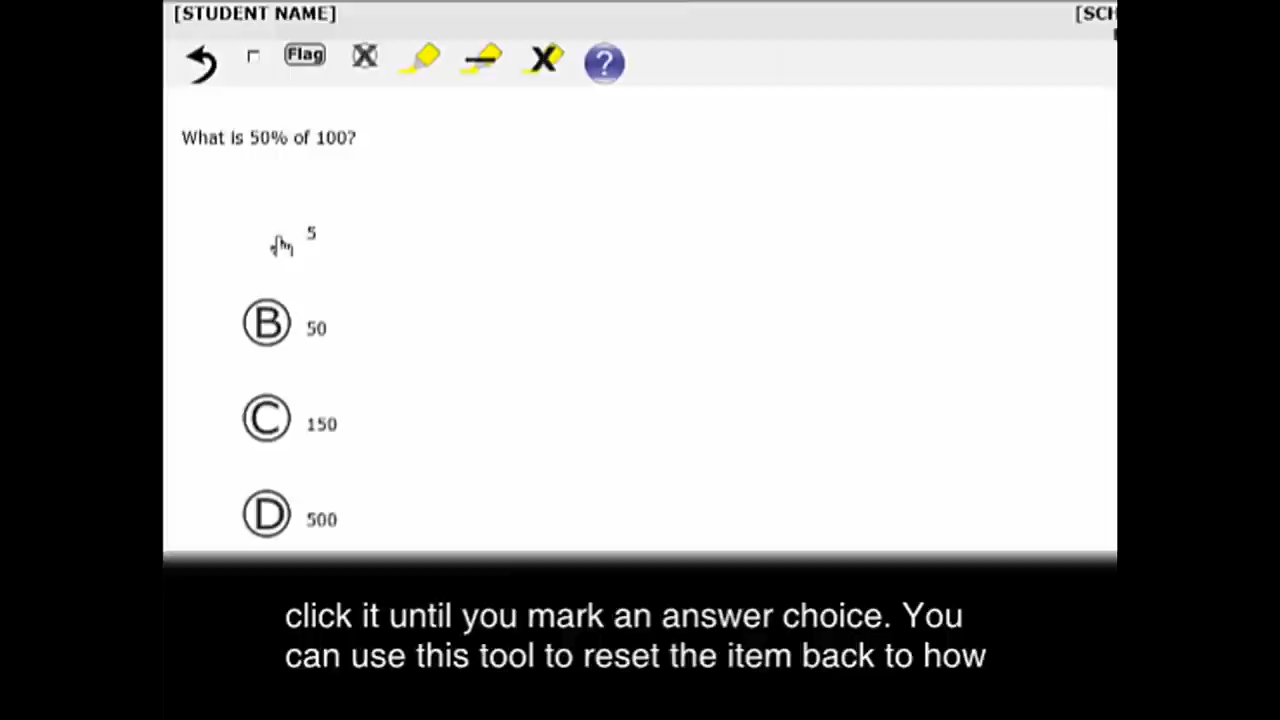 [STUDENT NAME]
[SCH
Flag
?
What is 50% of 100?
5
B 50
C 150
D 500
click it until you mark an answer choice. You
can use this tool to reset the item back to how